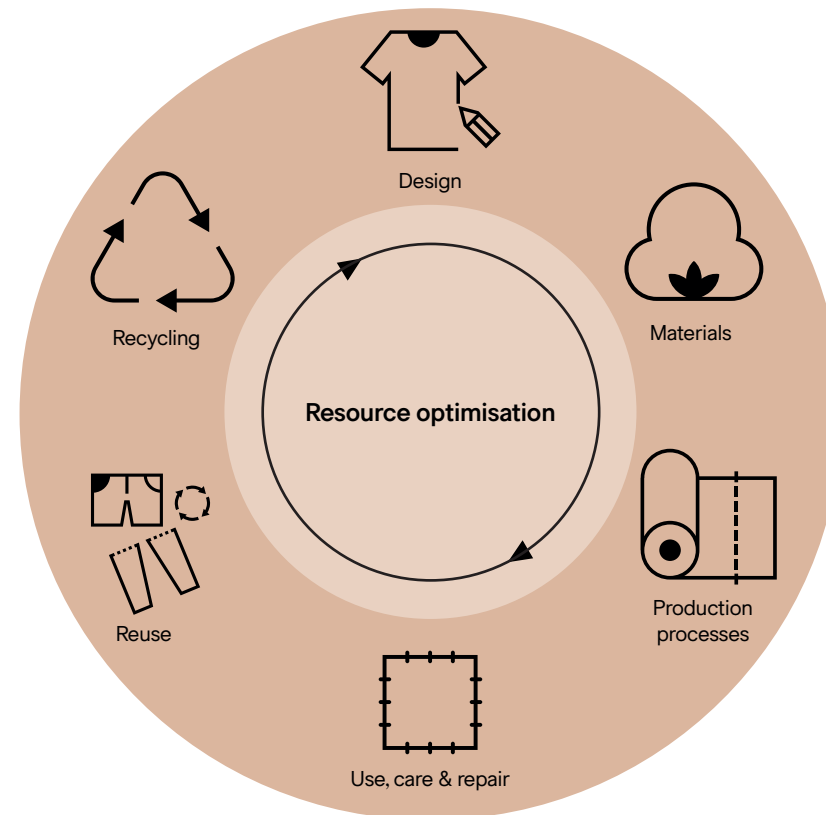 Design
Materials
Recycling
Resource optimisation
Production
processes
Reuse
Use, care & repair